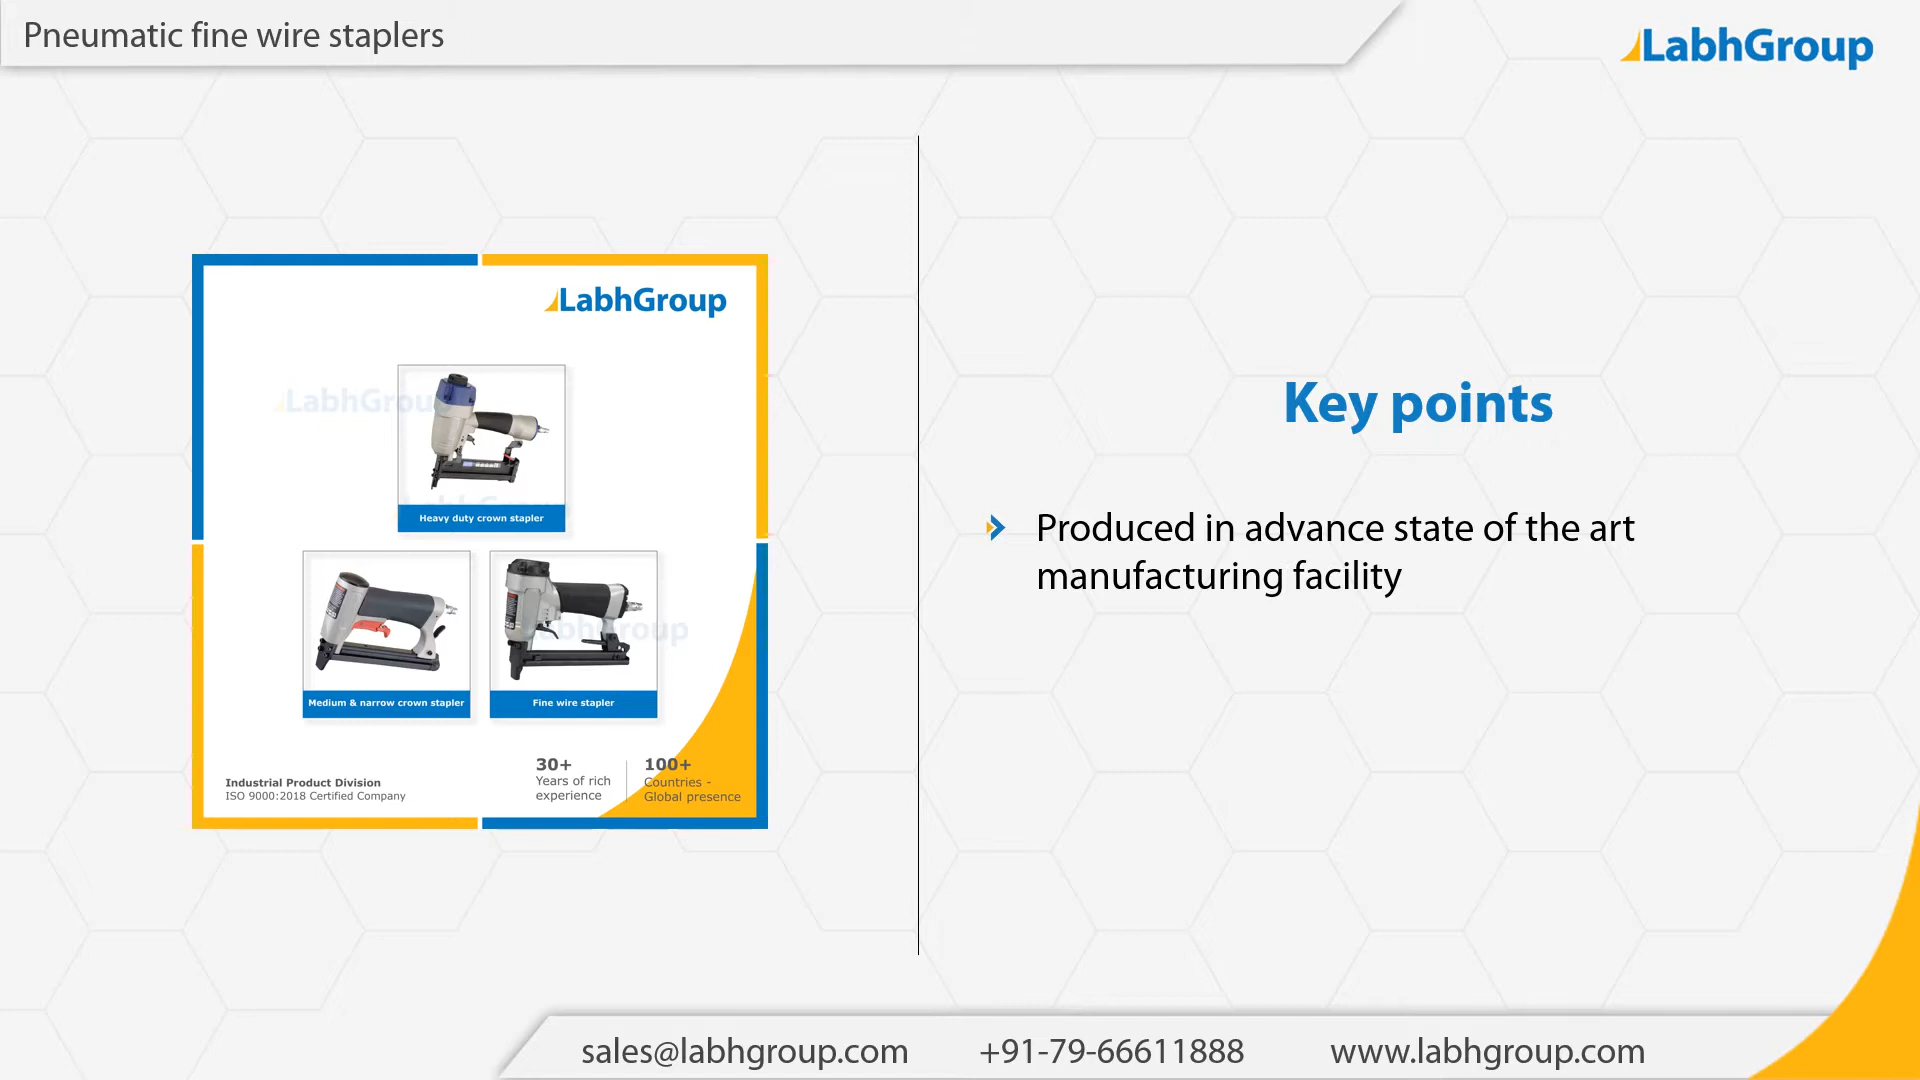 Pneumatic fine wire staplers
LabhGroup
LabhGroup
LabhGroup
Heavy duty crown stapler
LabhGroup
Medium & narrow crown stapler
Fine wire stapler
Industrial Product Division
ISO 9000:2018 Certified Company
30+
Years of rich
experience
100+
Countries -
Global presence
Key points
Produced in advance state of the art
manufacturing facility
sales@labhgroup.com
+91-79-66611888
www.labhgroup.com